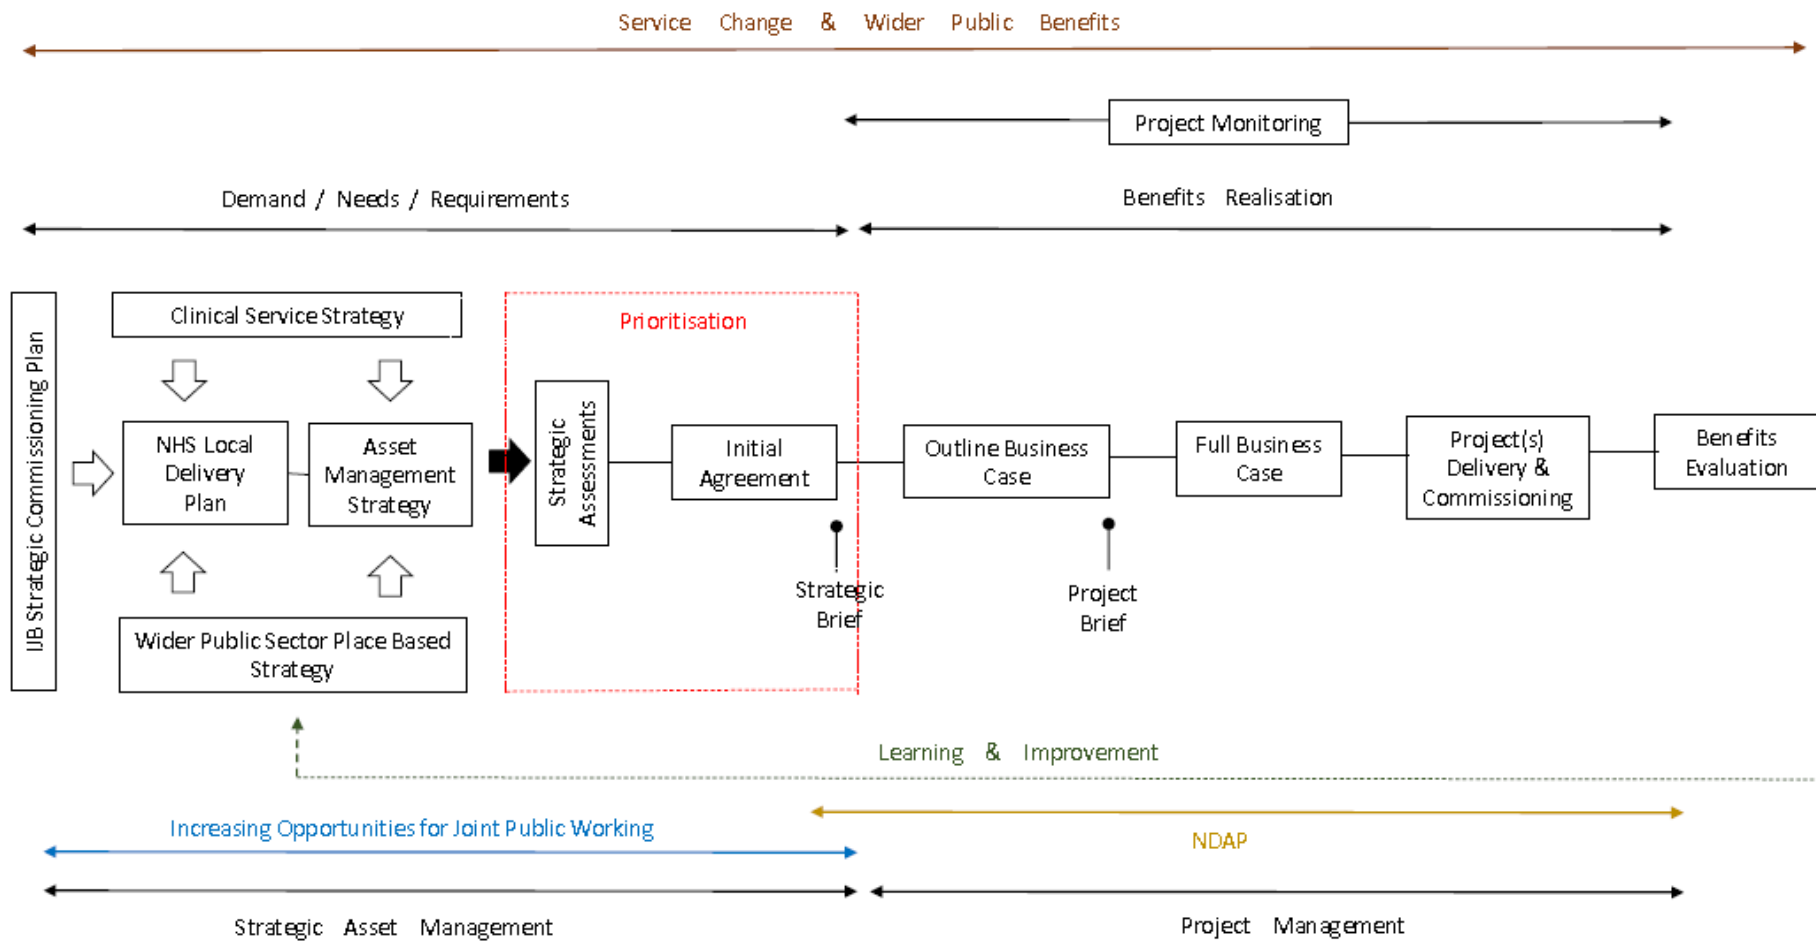 Service Change & Wider Public Benefits
Project Monitoring
Demand / Needs / Requirements
Benefits Realisation
IJB Strategic Commissioning Plan
Clinical Service Strategy
NHS Local
Delivery
Plan
Asset
Management
Strategy
Wider Public Sector Place Based
Strategy
Prioritisation
Strategic
Assessments
Initial
Agreement
Strategic
Brief
Outline Business
Case
Project
Brief
Full Business
Case
Project(s)
Delivery &
Commissioning
Benefits
Evaluation
Learning & Improvement
Increasing Opportunities for Joint Public Working
NDAP
Strategic Asset Management
Project Management